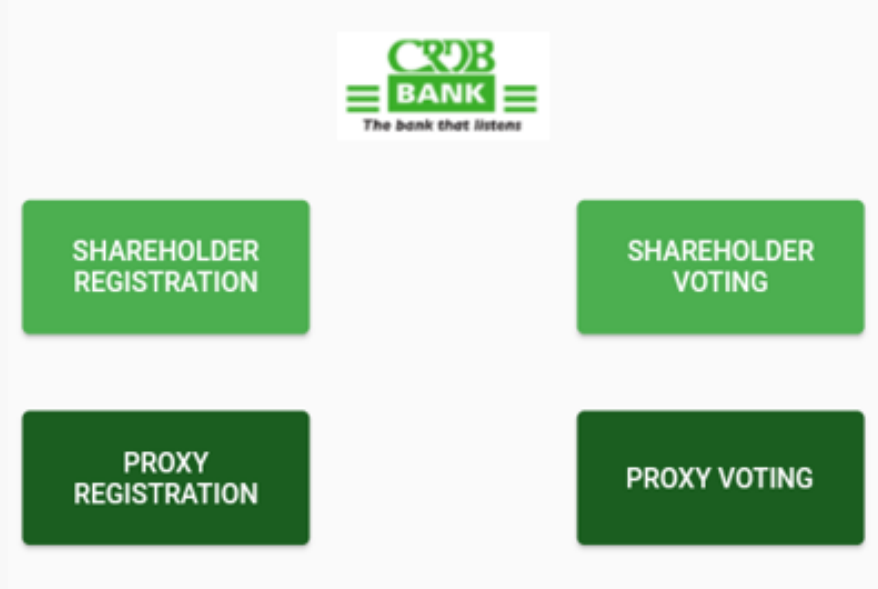 CRDB
BANK
The bank that listens
SHAREHOLDER
REGISTRATION
SHAREHOLDER
VOTING
PROXY
REGISTRATION
PROXY VOTING